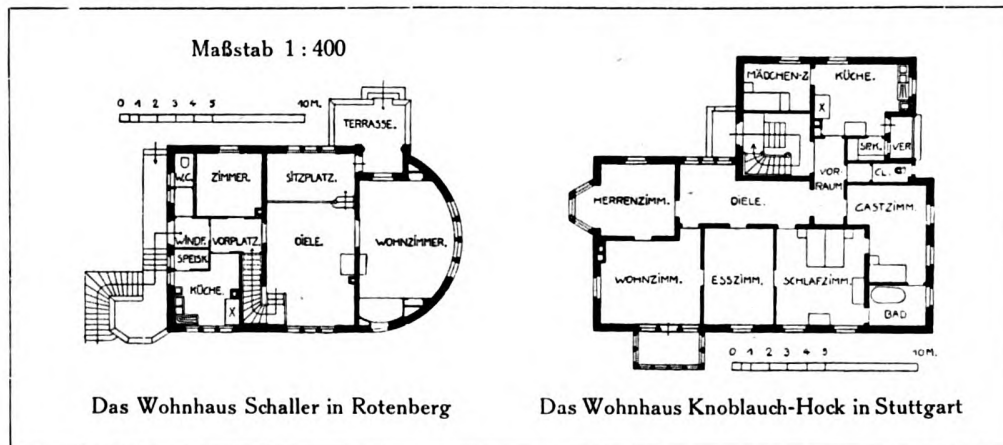 Maßstab 1 : 400
0 1 2 3 4 5 10 M.
TERRASSE.
W.C. ZIMMER. SITZPLATZ.
WINDF. VORPLATZ. DIELE. WOHNZIMMER.
SPEISK.
KÜCHE.
X
Das Wohnhaus Schaller in Rotenberg
MÄDCHEN-Z. KÜCHE.
X
SPK. VER.
VOR-
RAUM
CL.
HERRENZIMM. DIELE. GASTZIMM.
WOHNZIMM. ESSZIMM. SCHLAFZIMM.
BAD
0 1 2 3 4 5 10 M.
Das Wohnhaus Knoblauch-Hock in Stuttgart